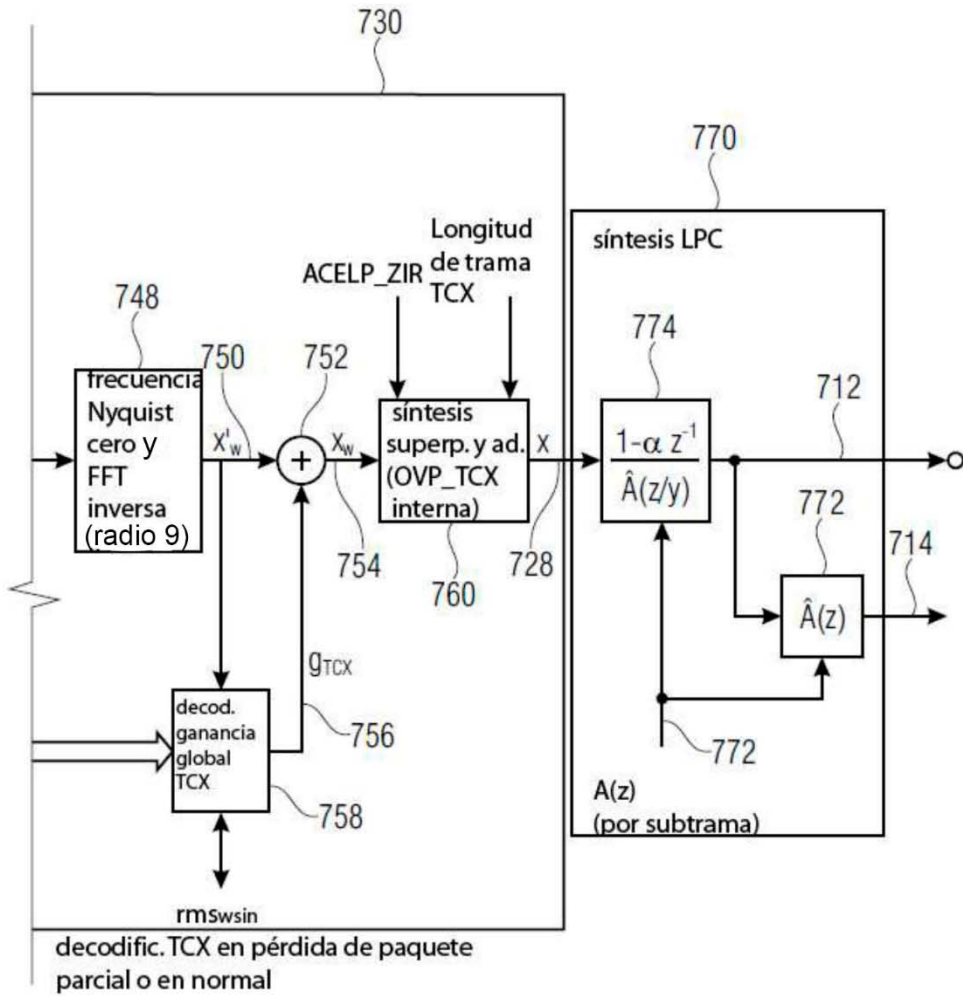 730
770
síntesis LPC
Longitud
de trama
TCX
ACELP_ZIR
748
750
752
774
712
frecuencia
Nyquist
cero y
FFT
inversa
(radio 9)
X'w
+
Xw
síntesis
superp. y ad.
(OVP_TCX
interna)
X
1-α z⁻¹
Â(z/y)
754
760
728
772
714
Â(z)
gTCX
decod.
ganancia
global
TCX
756
758
772
A(z)
(por subtrama)
rmswsin
decodific. TCX en pérdida de paquete
parcial o en normal